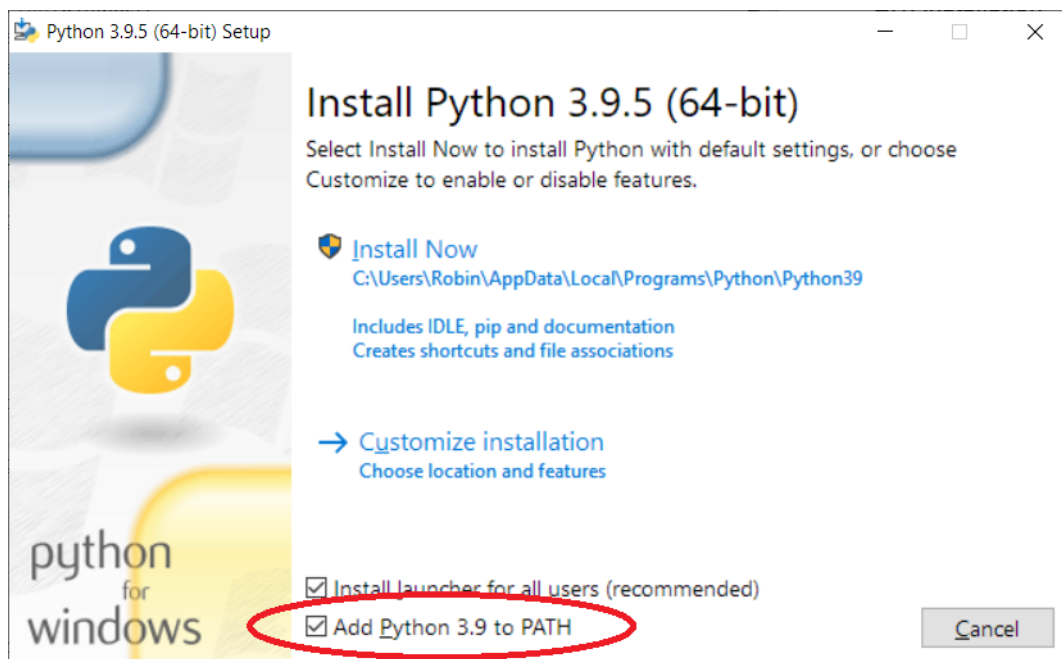 Python 3.9.5 (64-bit) Setup
Install Python 3.9.5 (64-bit)
Select Install Now to install Python with default settings, or choose
Customize to enable or disable features.
Install Now
C:\Users\Robin\AppData\Local\Programs\Python\Python39
Includes IDLE, pip and documentation
Creates shortcuts and file associations
Customize installation
Choose location and features
python
for
windows
Install launcher for all users (recommended)
Add Python 3.9 to PATH
Cancel